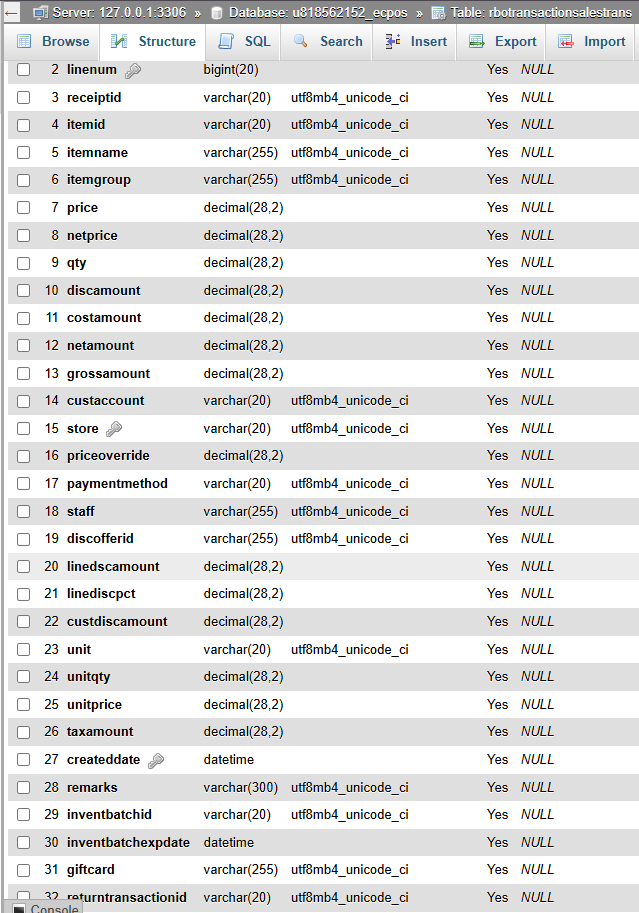 Server: 127.0.0.1:3306 » Database: u818562152_ecpos » Table: rbotransactionsalestrans
Browse Structure SQL Search Insert Export Import
2 linenum bigint(20) Yes NULL
3 receiptid varchar(20) utf8mb4_unicode_ci Yes NULL
4 itemid varchar(20) utf8mb4_unicode_ci Yes NULL
5 itemname varchar(255) utf8mb4_unicode_ci Yes NULL
6 itemgroup varchar(255) utf8mb4_unicode_ci Yes NULL
7 price decimal(28,2) Yes NULL
8 netprice decimal(28,2) Yes NULL
9 qty decimal(28,2) Yes NULL
10 discamount decimal(28,2) Yes NULL
11 costamount decimal(28,2) Yes NULL
12 netamount decimal(28,2) Yes NULL
13 grossamount decimal(28,2) Yes NULL
14 custaccount varchar(20) utf8mb4_unicode_ci Yes NULL
15 store varchar(20) utf8mb4_unicode_ci Yes NULL
16 priceoverride decimal(28,2) Yes NULL
17 paymentmethod varchar(20) utf8mb4_unicode_ci Yes NULL
18 staff varchar(255) utf8mb4_unicode_ci Yes NULL
19 discofferid varchar(255) utf8mb4_unicode_ci Yes NULL
20 linedscamount decimal(28,2) Yes NULL
21 linediscpct decimal(28,2) Yes NULL
22 custdiscamount decimal(28,2) Yes NULL
23 unit varchar(20) utf8mb4_unicode_ci Yes NULL
24 unitqty decimal(28,2) Yes NULL
25 unitprice decimal(28,2) Yes NULL
26 taxamount decimal(28,2) Yes NULL
27 createddate datetime Yes NULL
28 remarks varchar(300) utf8mb4_unicode_ci Yes NULL
29 inventbatchid varchar(20) utf8mb4_unicode_ci Yes NULL
30 inventbatchexpdate datetime Yes NULL
31 giftcard varchar(255) utf8mb4_unicode_ci Yes NULL
32 returntransactionid varchar(20) utf8mb4_unicode_ci Yes NULL
Console